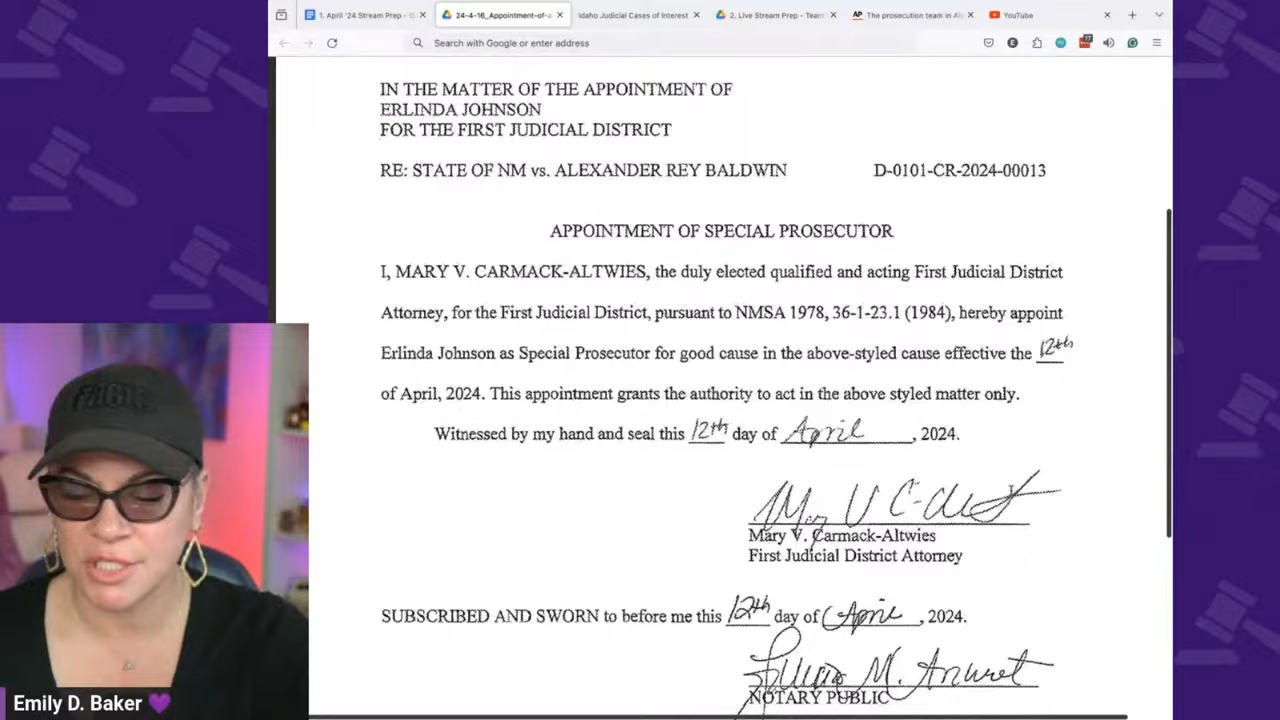 1. April '24 Stream Prep - G
24-4-16_Appointment-of-a
Idaho Judicial Cases of Interest
2. Live Stream Prep - Team
AP The prosecution team in Al
YouTube
Search with Google or enter address
IN THE MATTER OF THE APPOINTMENT OF
ERLINDA JOHNSON
FOR THE FIRST JUDICIAL DISTRICT
RE: STATE OF NM vs. ALEXANDER REY BALDWIN D-0101-CR-2024-00013
APPOINTMENT OF SPECIAL PROSECUTOR
I, MARY V. CARMACK-ALTWIES, the duly elected qualified and acting First Judicial District
Attorney, for the First Judicial District, pursuant to NMSA 1978, 36-1-23.1 (1984), hereby appoint
Erlinda Johnson as Special Prosecutor for good cause in the above-styled cause effective the 12th
of April, 2024. This appointment grants the authority to act in the above styled matter only.
Witnessed by my hand and seal this 12th day of April, 2024.
Mary V. Carmack-Altwies
First Judicial District Attorney
SUBSCRIBED AND SWORN to before me this 12th day of April, 2024.
NOTARY PUBLIC
Emily D. Baker